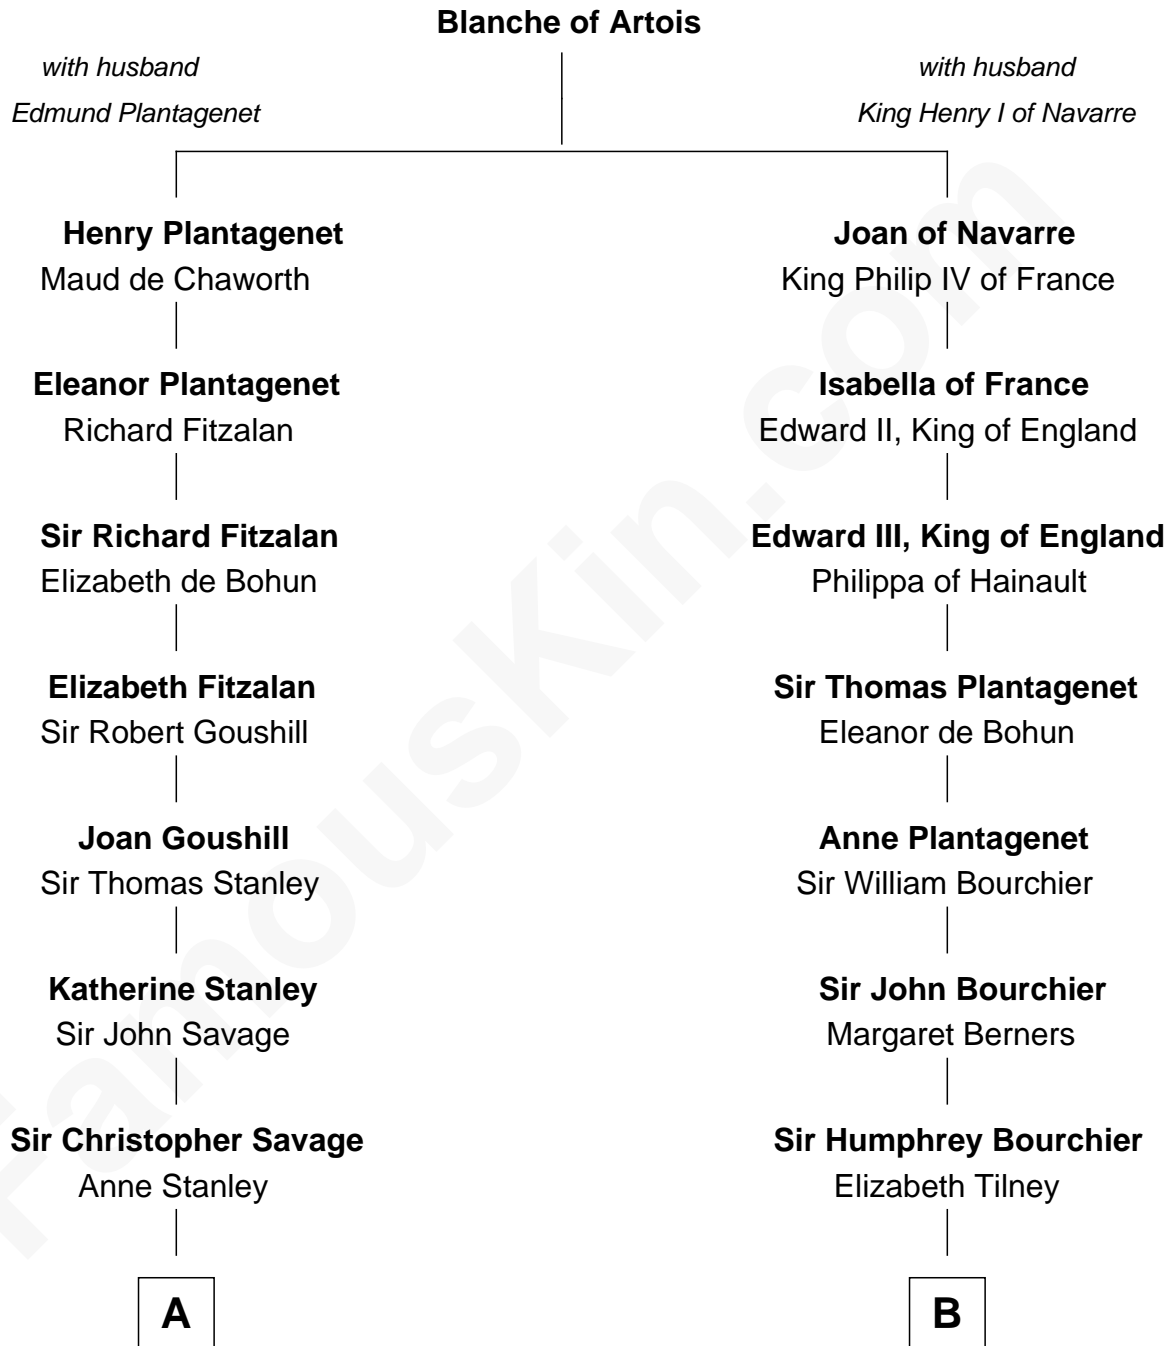 Blanche of Artois
with husband
Edmund Plantagenet
with husband
King Henry I of Navarre
Henry Plantagenet
Maud de Chaworth
Joan of Navarre
King Philip IV of France
Eleanor Plantagenet
Richard Fitzalan
Isabella of France
Edward II, King of England
Sir Richard Fitzalan
Elizabeth de Bohun
Edward III, King of England
Philippa of Hainault
Elizabeth Fitzalan
Sir Robert Goushill
Sir Thomas Plantagenet
Eleanor de Bohun
Joan Goushill
Sir Thomas Stanley
Anne Plantagenet
Sir William Bourchier
Katherine Stanley
Sir John Savage
Sir John Bourchier
Margaret Berners
Sir Christopher Savage
Anne Stanley
Sir Humphrey Bourchier
Elizabeth Tilney
A
B
FamousKin.com